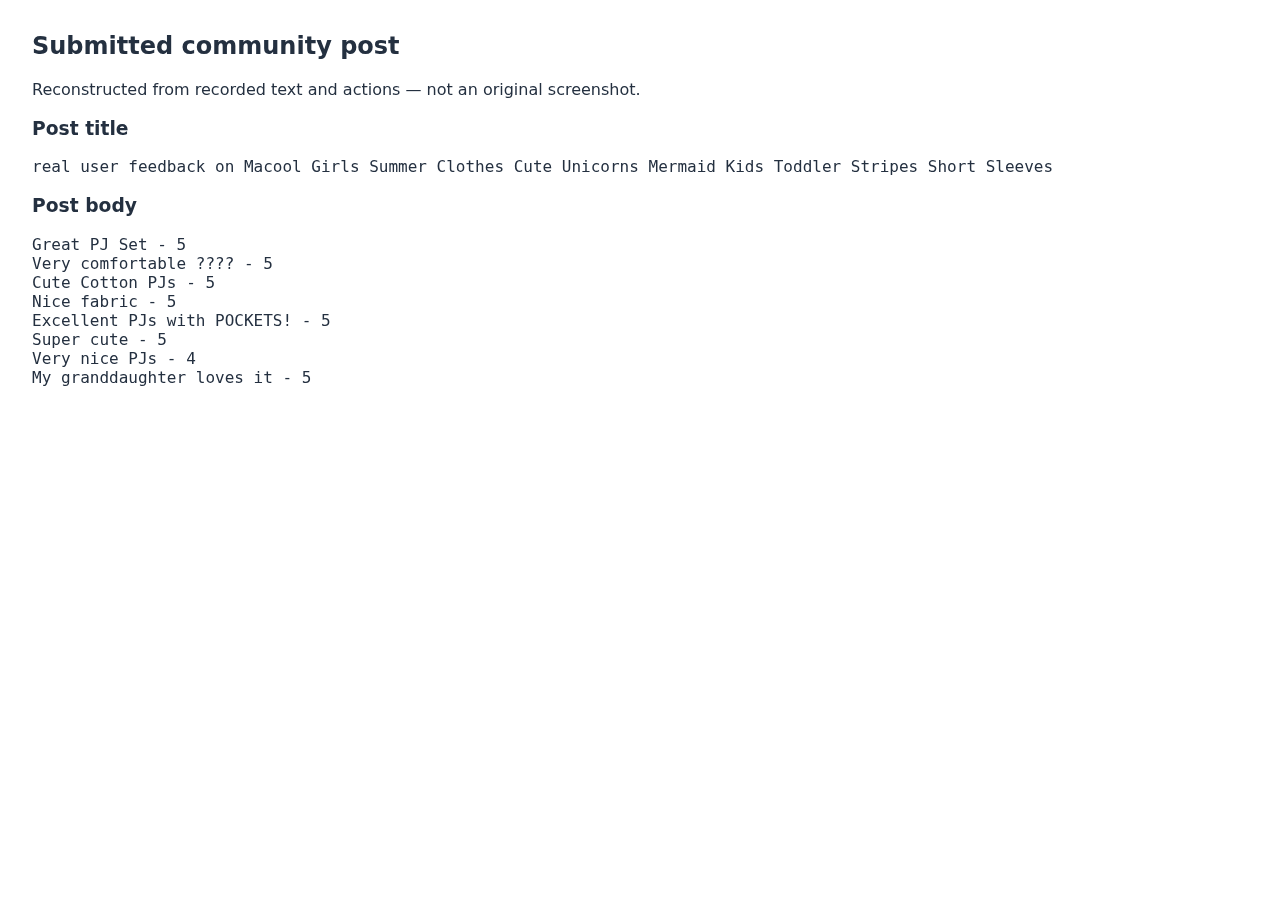 Submitted community post
Reconstructed from recorded text and actions — not an original screenshot.
Post title
real user feedback on Macool Girls Summer Clothes Cute Unicorns Mermaid Kids Toddler Stripes Short Sleeves
Post body
Great PJ Set - 5
Very comfortable ???? - 5
Cute Cotton PJs - 5
Nice fabric - 5
Excellent PJs with POCKETS! - 5
Super cute - 5
Very nice PJs - 4
My granddaughter loves it - 5